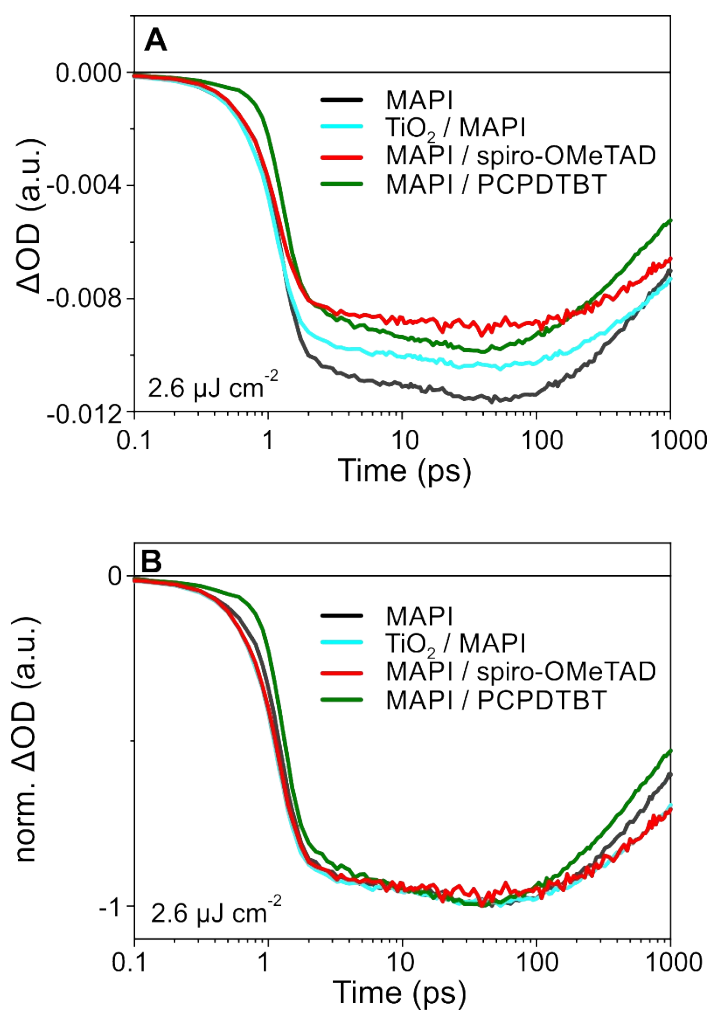 A
0.000
-0.004
-0.008
-0.012
ΔOD (a.u.)
MAPI
TiO₂ / MAPI
MAPI / spiro-OMeTAD
MAPI / PCPDTBT
2.6 µJ cm⁻²
0.1 1 10 100 1000
Time (ps)
B
0
-1
norm. ΔOD (a.u.)
MAPI
TiO₂ / MAPI
MAPI / spiro-OMeTAD
MAPI / PCPDTBT
2.6 µJ cm⁻²
0.1 1 10 100 1000
Time (ps)